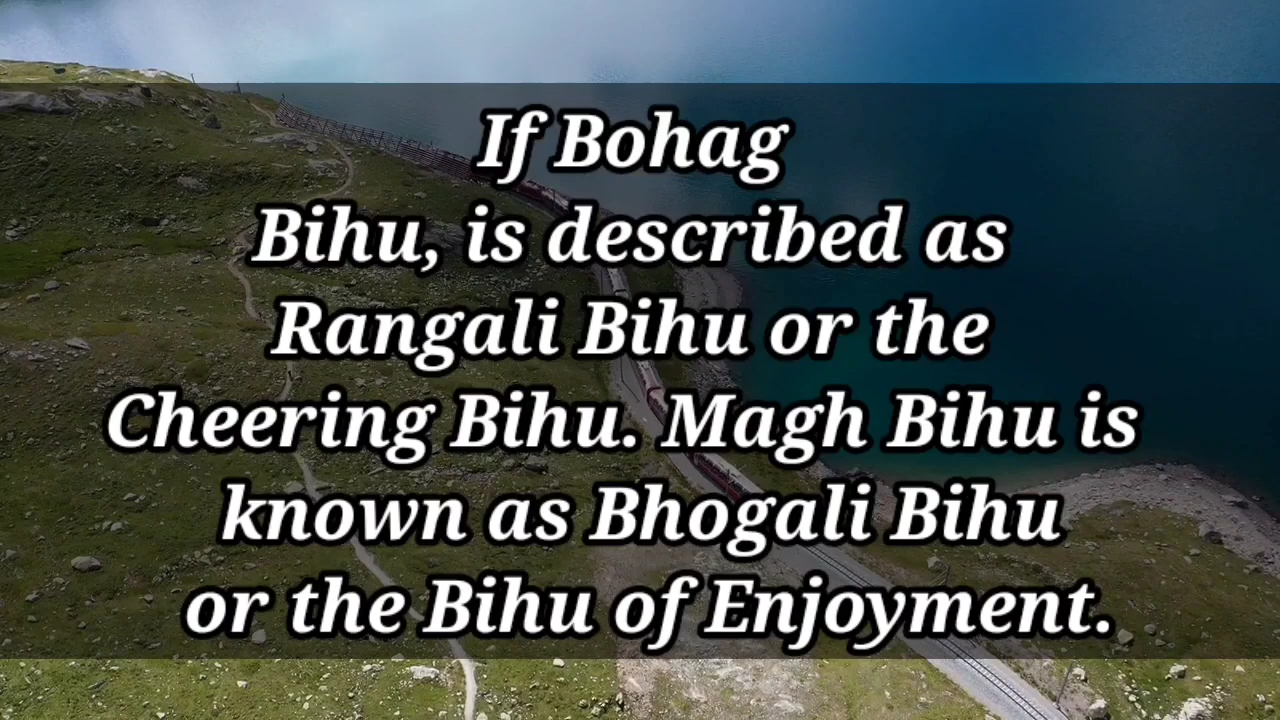 If Bohag
Bihu, is described as
Rangali Bihu or the
Cheering Bihu. Magh Bihu is
known as Bhogali Bihu
or the Bihu of Enjoyment.